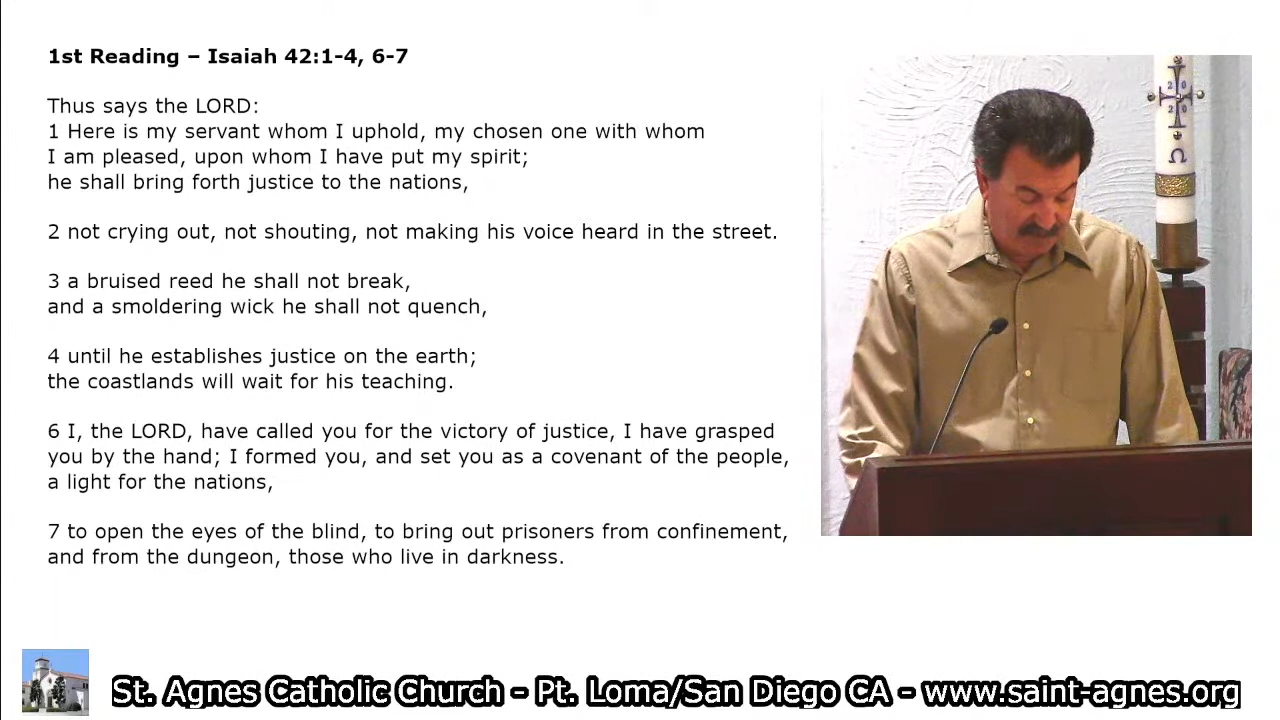 1st Reading – Isaiah 42:1-4, 6-7
Thus says the LORD:
1 Here is my servant whom I uphold, my chosen one with whom
I am pleased, upon whom I have put my spirit;
he shall bring forth justice to the nations,
2 not crying out, not shouting, not making his voice heard in the street.
3 a bruised reed he shall not break,
and a smoldering wick he shall not quench,
4 until he establishes justice on the earth;
the coastlands will wait for his teaching.
6 I, the LORD, have called you for the victory of justice, I have grasped
you by the hand; I formed you, and set you as a covenant of the people,
a light for the nations,
7 to open the eyes of the blind, to bring out prisoners from confinement,
and from the dungeon, those who live in darkness.
2 0
2 0
Ω
St. Agnes Catholic Church - Pt. Loma/San Diego CA - www.saint-agnes.org